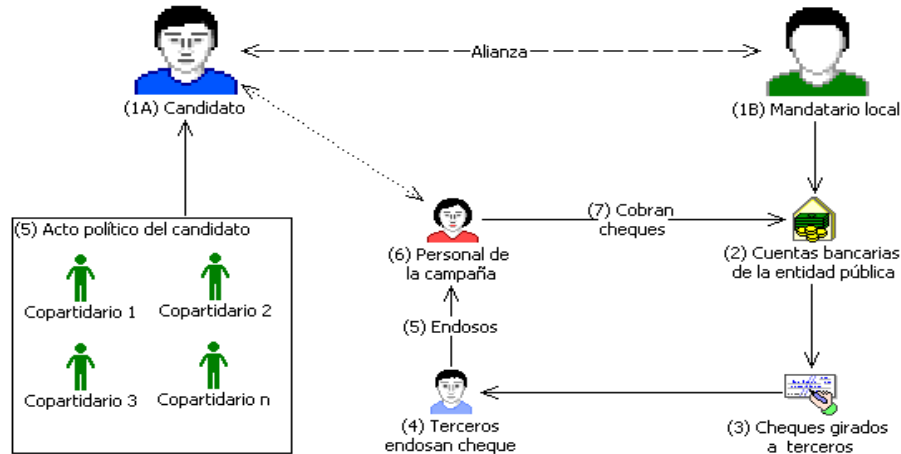 Alianza
(1A) Candidato
(1B) Mandatario local
(5) Acto político del candidato
Copartidario 1
Copartidario 2
Copartidario 3
Copartidario n
(6) Personal de
la campaña
(7) Cobran
cheques
(2) Cuentas bancarias
de la entidad pública
(5) Endosos
(4) Terceros
endosan cheque
(3) Cheques girados
a terceros